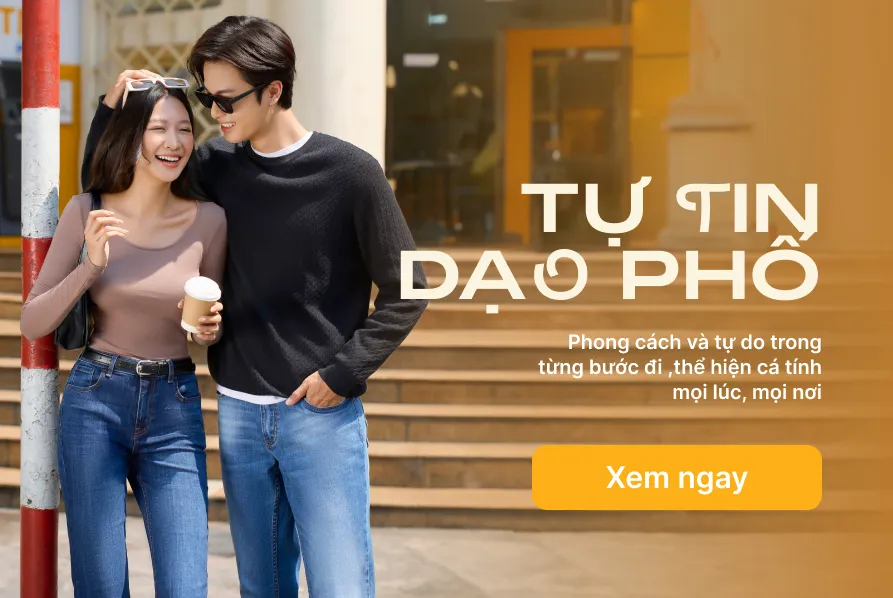 TỰ TIN
DẠO PHỐ
Phong cách và tự do trong
từng bước đi ,thể hiện cá tính
mọi lúc, mọi nơi
Xem ngay